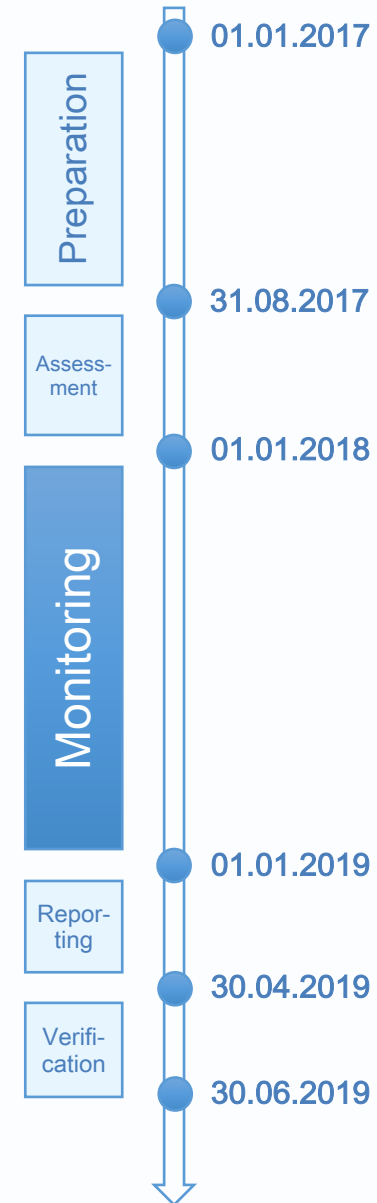 01.01.2017
Preparation
31.08.2017
Assess-
ment
01.01.2018
Monitoring
01.01.2019
Repor-
ting
30.04.2019
Verifi-
cation
30.06.2019